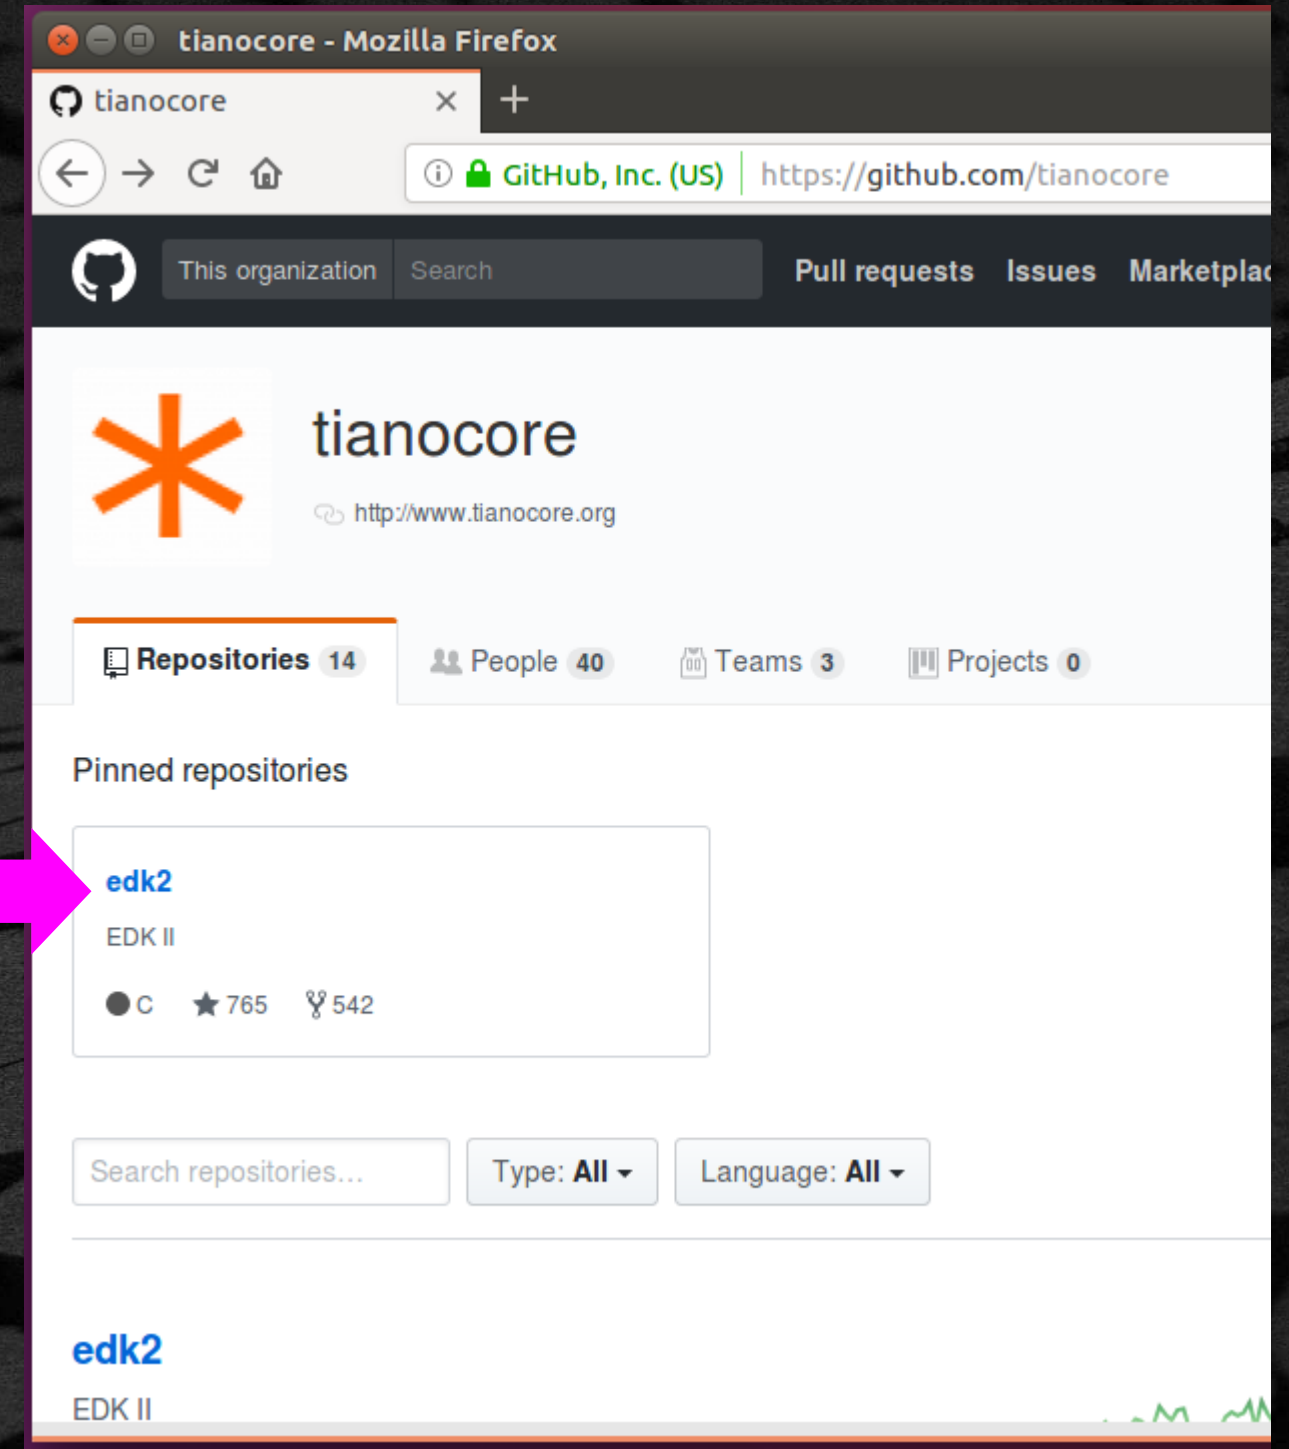 tianocore - Mozilla Firefox
tianocore
GitHub, Inc. (US) https://github.com/tianocore
This organization Search Pull requests Issues Marketplac
tianocore
http://www.tianocore.org
Repositories 14 People 40 Teams 3 Projects 0
Pinned repositories
edk2
EDK II
C 765 542
Search repositories... Type: All Language: All
edk2
EDK II